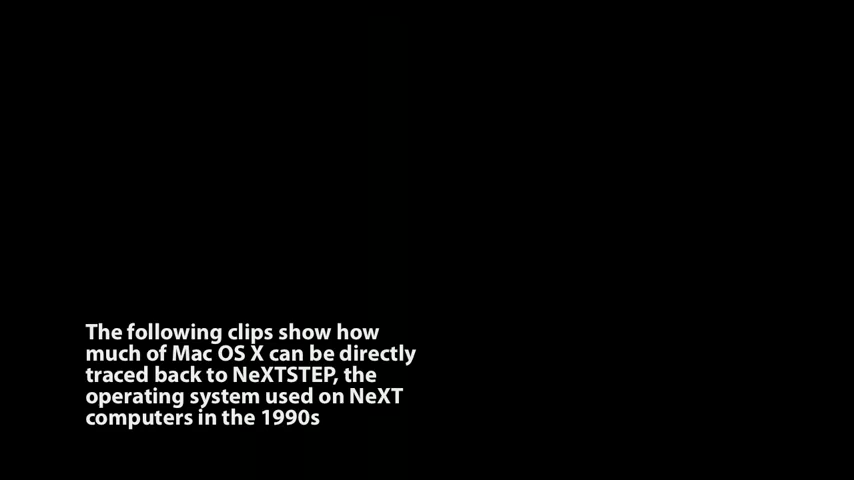 The following clips show how
much of Mac OS X can be directly
traced back to NeXTSTEP, the
operating system used on NeXT
computers in the 1990s